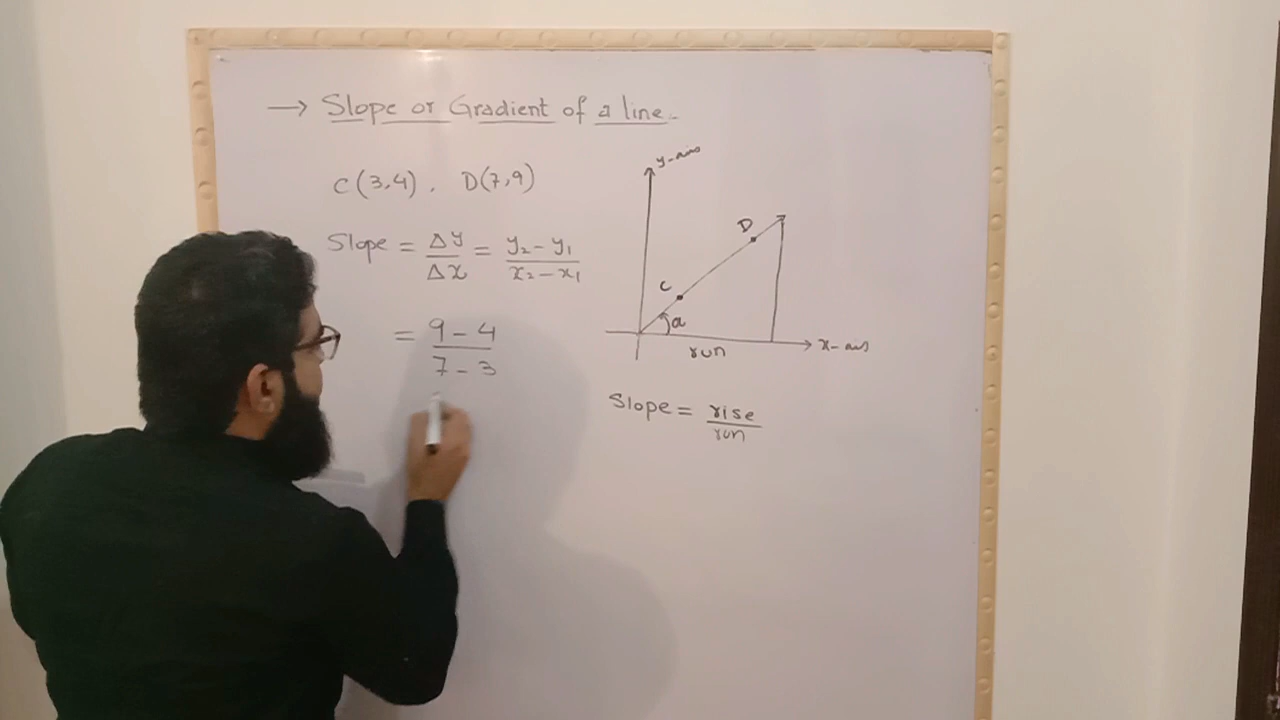 → Slope or Gradient of a line.
C(3,4), D(7,9)
Slope = Δy/Δx = y₂-y₁/x₂-x₁
= 9-4/7-3
y-axis
D
C
a
run
x-axis
Slope = rise/run